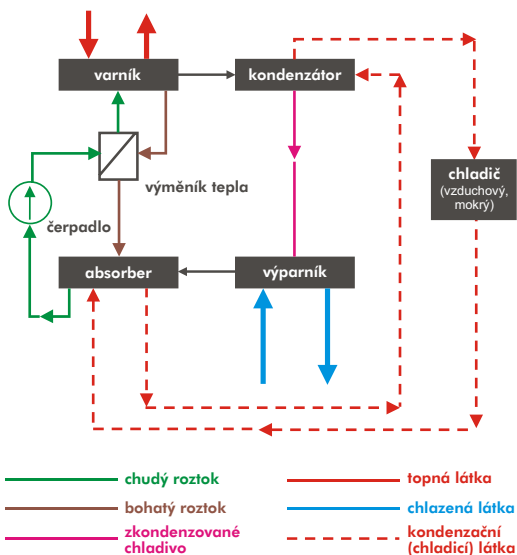 varník
kondenzátor
chladič
(vzduchový,
mokrý)
výměník tepla
čerpadlo
absorber
výparník
chudý roztok
topná látka
bohatý roztok
chlazená látka
zkondenzované
chladivo
kondenzační
(chladicí) látka